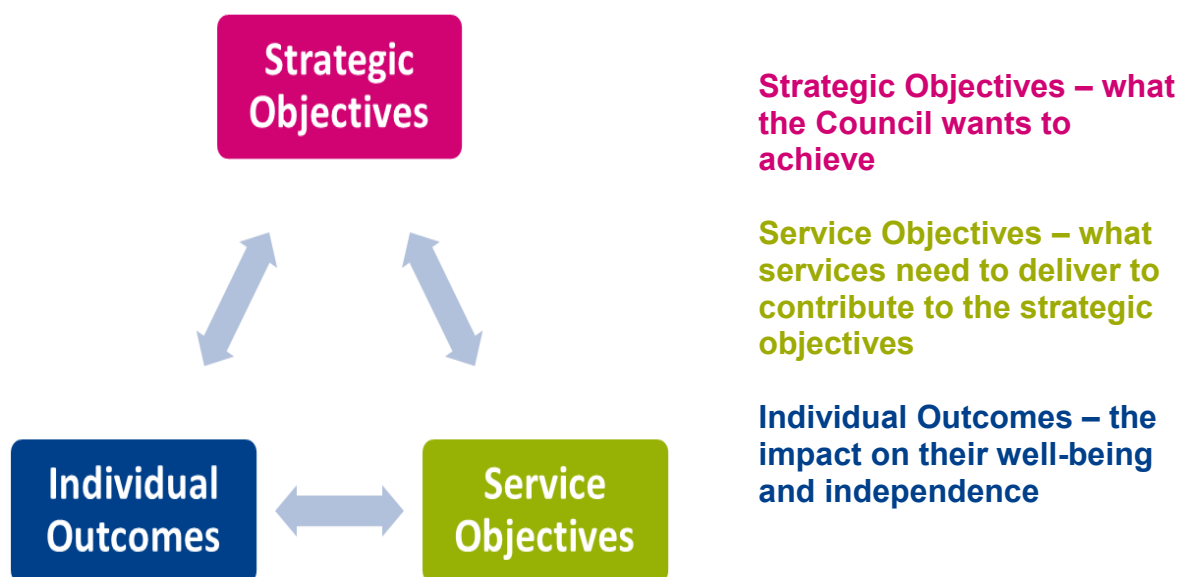 Strategic
Objectives
Individual
Outcomes
Service
Objectives
Strategic Objectives – what
the Council wants to
achieve
Service Objectives – what
services need to deliver to
contribute to the strategic
objectives
Individual Outcomes – the
impact on their well-being
and independence